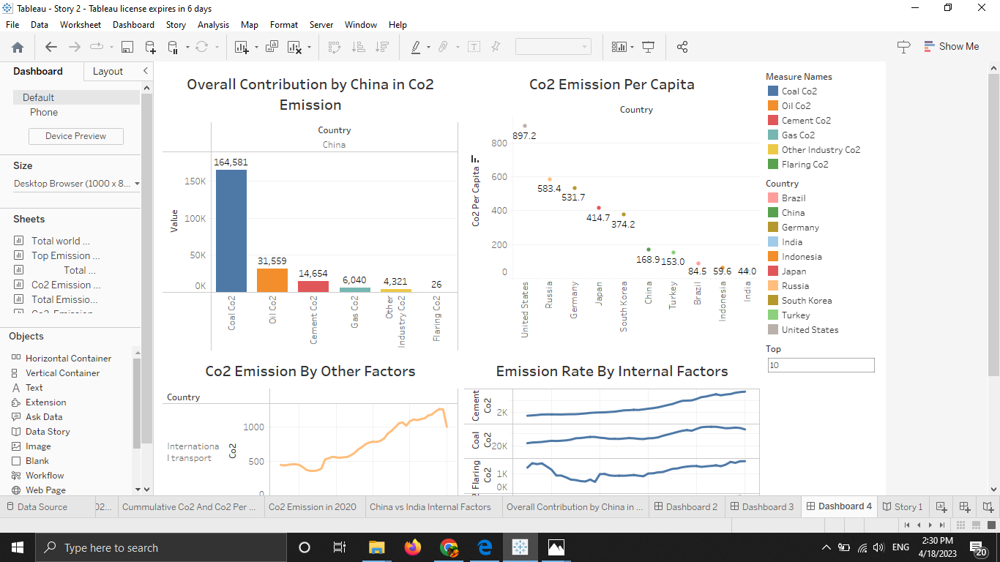 Tableau - Story 2 - Tableau license expires in 6 days
File Data Worksheet Dashboard Story Analysis Map Format Server Window Help
Show Me
Dashboard Layout
Default
Phone
Device Preview
Size
Desktop Browser (1000 x 8...
Sheets
Total world ...
Top Emission ...
Total ...
Co2 Emission ...
Total Emissio...
Objects
Horizontal Container
Vertical Container
Text
Extension
Ask Data
Data Story
Image
Blank
Workflow
Web Page
Overall Contribution by China in Co2
Emission
Country
China
Value
150K
100K
50K
0K
164,581
31,559
14,654
6,040
4,321
26
Coal Co2
Oil Co2
Cement Co2
Gas Co2
Other
Industry Co2
Flaring Co2
Co2 Emission Per Capita
Country
Co2 Per Capita
800
600
400
200
0
897.2
583.4
531.7
414.7
374.2
168.9
153.0
84.5
59.6
44.0
United States
Russia
Germany
Japan
South Korea
China
Turkey
Brazil
Indonesia
India
Co2 Emission By Other Factors
Country
Internationa
l transport
Co2
1000
500
0
Emission Rate By Internal Factors
Cement
Co2
2K
Coal
Co2
20K
Flaring
Co2
1K
0K
Measure Names
Coal Co2
Oil Co2
Cement Co2
Gas Co2
Other Industry Co2
Flaring Co2
Country
Brazil
China
Germany
India
Indonesia
Japan
Russia
South Korea
Turkey
United States
Top
10
Data Source 02... Cummulative Co2 And Co2 Per ... Co2 Emission in 2020 China vs India Internal Factors Overall Contribution by China in ... Dashboard 2 Dashboard 3 Dashboard 4 Story 1
Type here to search
ENG
2:30 PM
4/18/2023
20